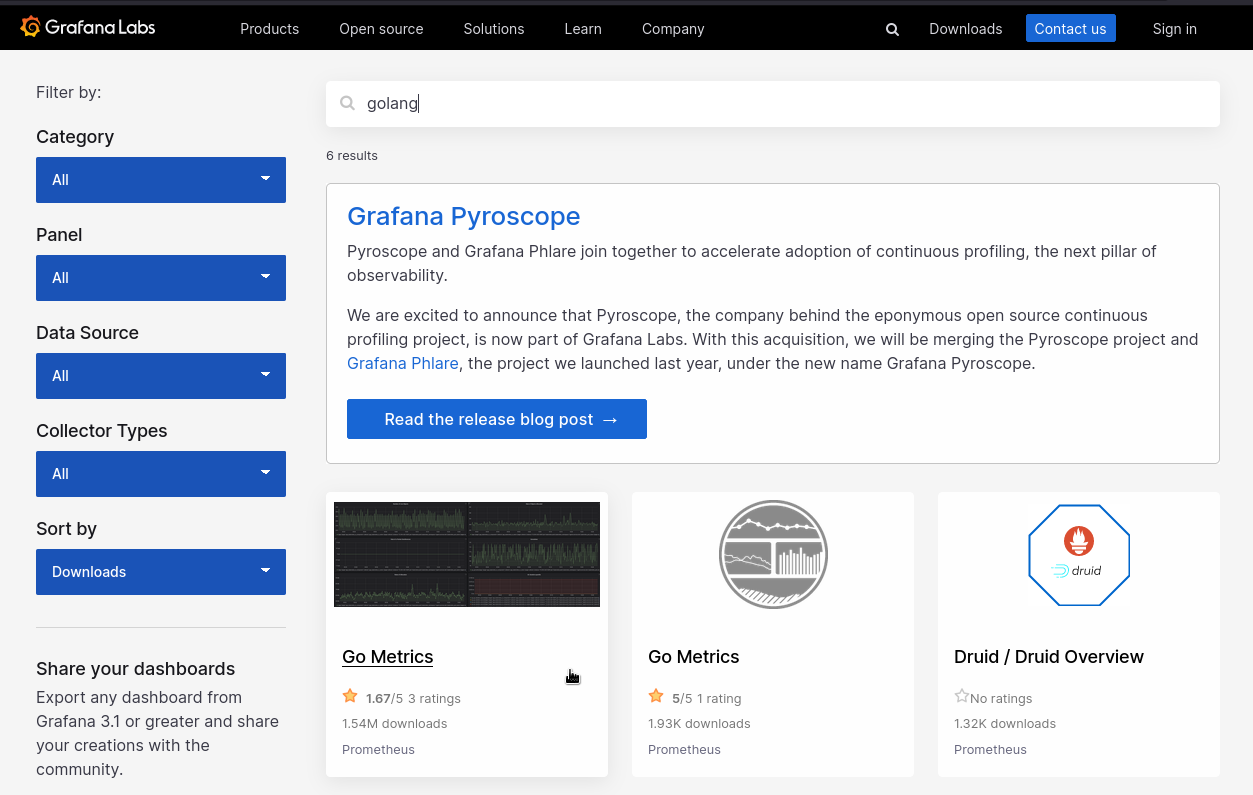 Grafana Labs Products Open source Solutions Learn Company Downloads Contact us Sign in
Filter by:
Category
All
Panel
All
Data Source
All
Collector Types
All
Sort by
Downloads
Share your dashboards
Export any dashboard from
Grafana 3.1 or greater and share
your creations with the
community.
golang
6 results
Grafana Pyroscope
Pyroscope and Grafana Phlare join together to accelerate adoption of continuous profiling, the next pillar of
observability.
We are excited to announce that Pyroscope, the company behind the eponymous open source continuous
profiling project, is now part of Grafana Labs. With this acquisition, we will be merging the Pyroscope project and
Grafana Phlare, the project we launched last year, under the new name Grafana Pyroscope.
Read the release blog post →
Go Metrics
1.67/5 3 ratings
1.54M downloads
Prometheus
Go Metrics
5/5 1 rating
1.93K downloads
Prometheus
druid
Druid / Druid Overview
No ratings
1.32K downloads
Prometheus